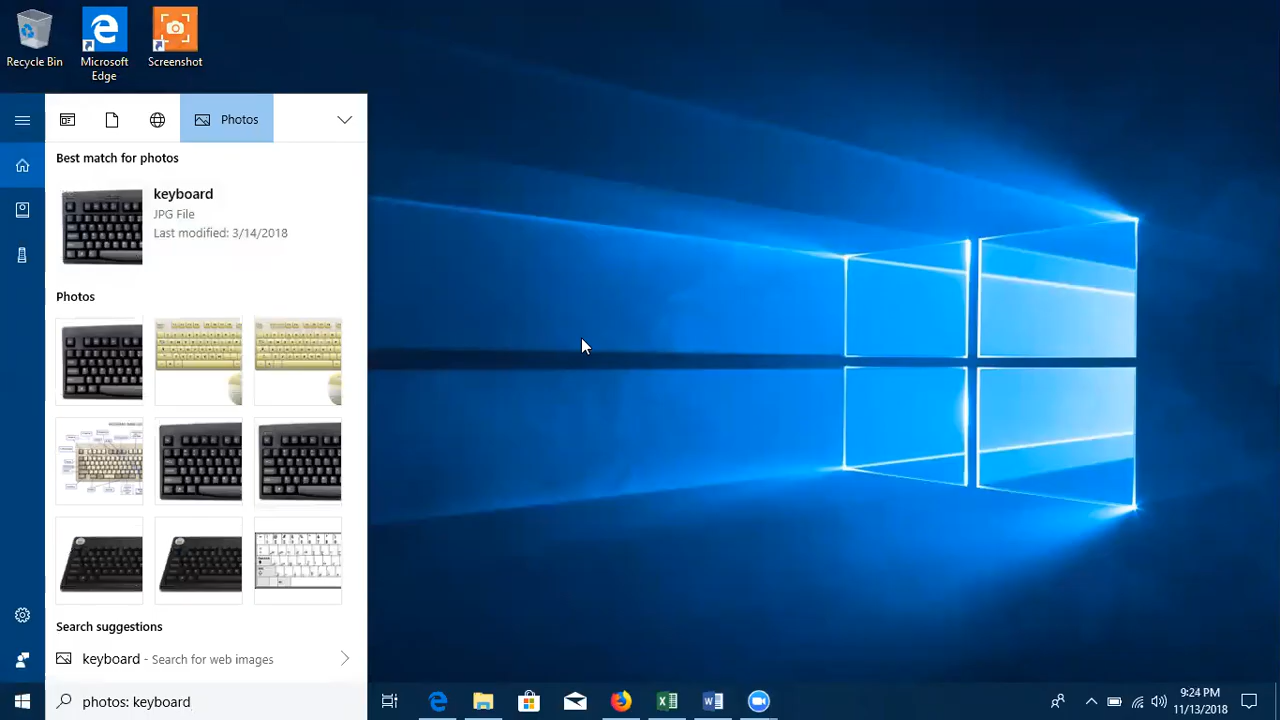 Recycle Bin
Microsoft
Edge
Screenshot
Photos
Best match for photos
keyboard
JPG File
Last modified: 3/14/2018
Photos
Search suggestions
keyboard - Search for web images
photos: keyboard
9:24 PM
11/13/2018